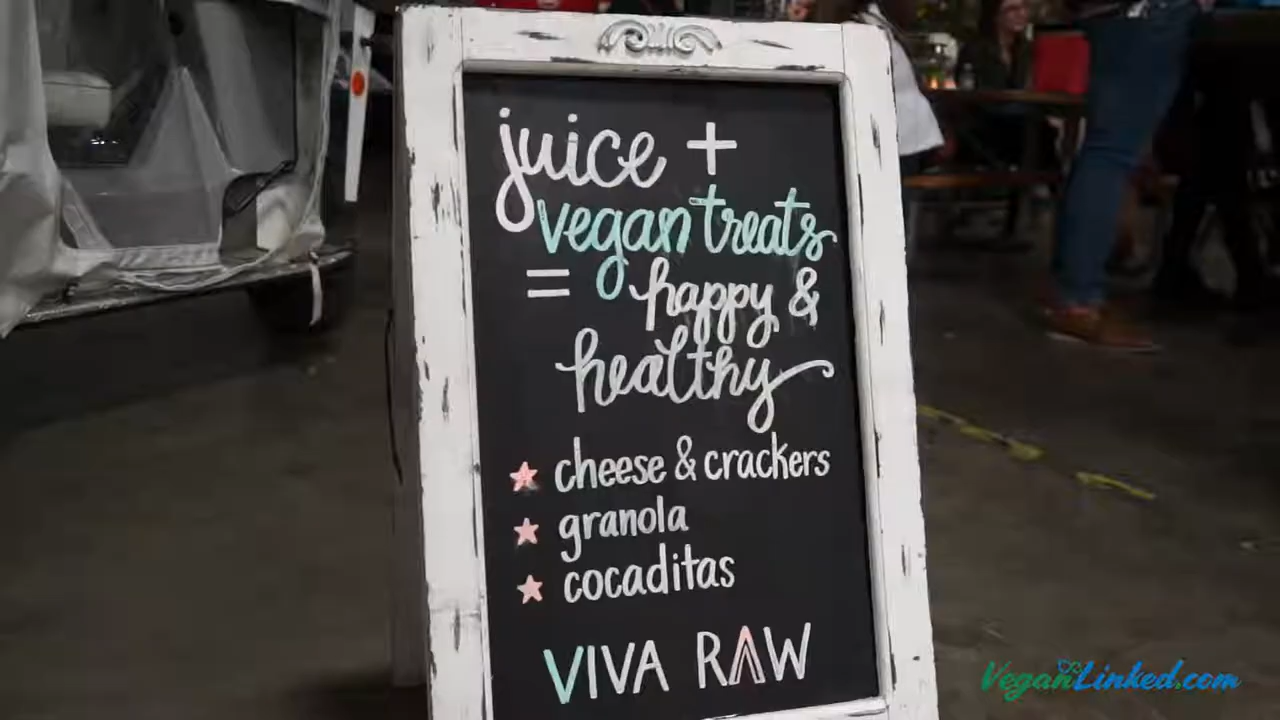 juice +
vegan treats
= happy &
healthy
cheese & crackers
granola
cocaditas
VIVA RAW
VeganLinked.com